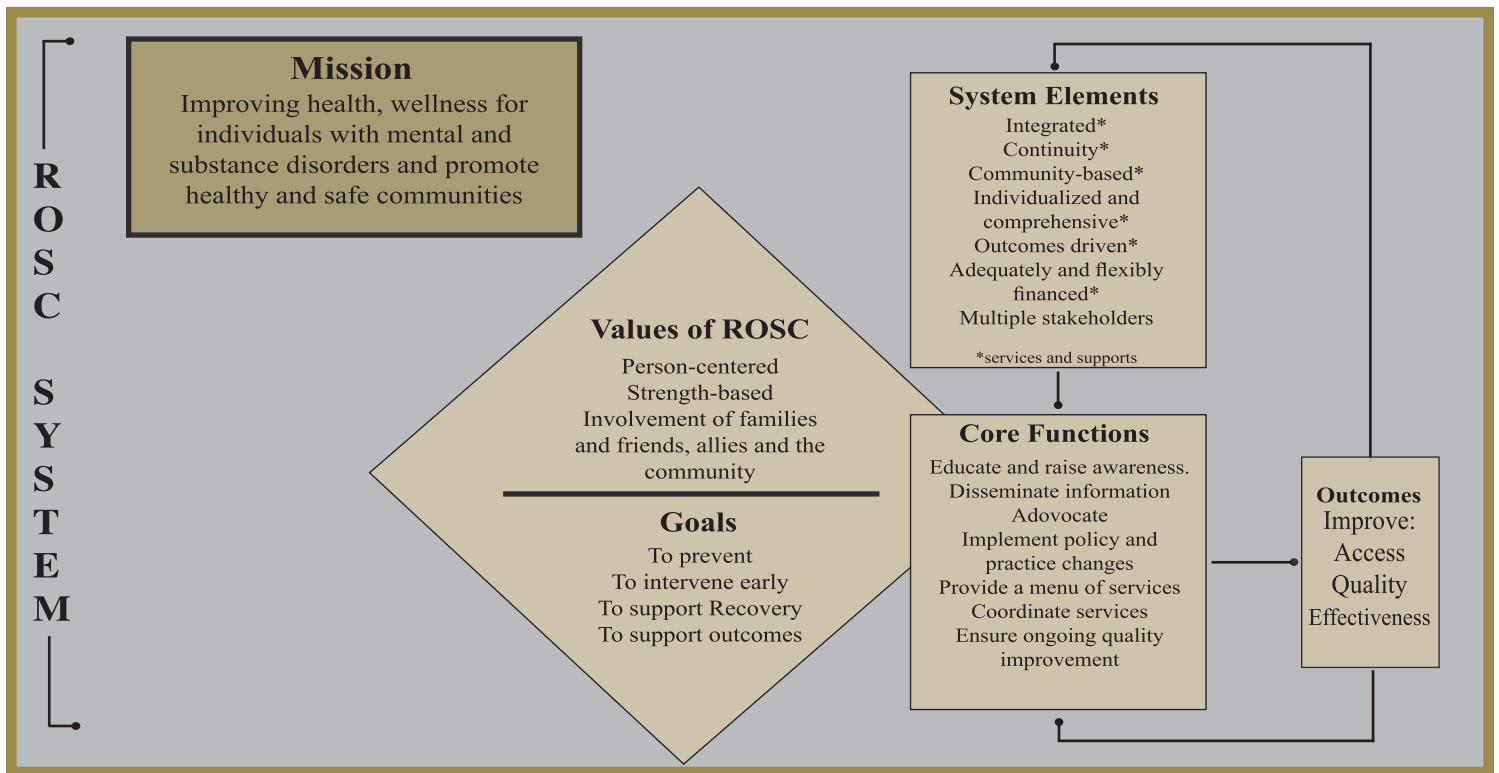 ROSC SYSTEM
Mission
Improving health, wellness for
individuals with mental and
substance disorders and promote
healthy and safe communities
Values of ROSC
Person-centered
Strength-based
Involvement of families
and friends, allies and the
community
Goals
To prevent
To intervene early
To support Recovery
To support outcomes
System Elements
Integrated*
Continuity*
Community-based*
Individualized and
comprehensive*
Outcomes driven*
Adequately and flexibly
financed*
Multiple stakeholders
*services and supports
Core Functions
Educate and raise awareness.
Disseminate information
Adovocate
Implement policy and
practice changes
Provide a menu of services
Coordinate services
Ensure ongoing quality
improvement
Outcomes
Improve:
Access
Quality
Effectiveness